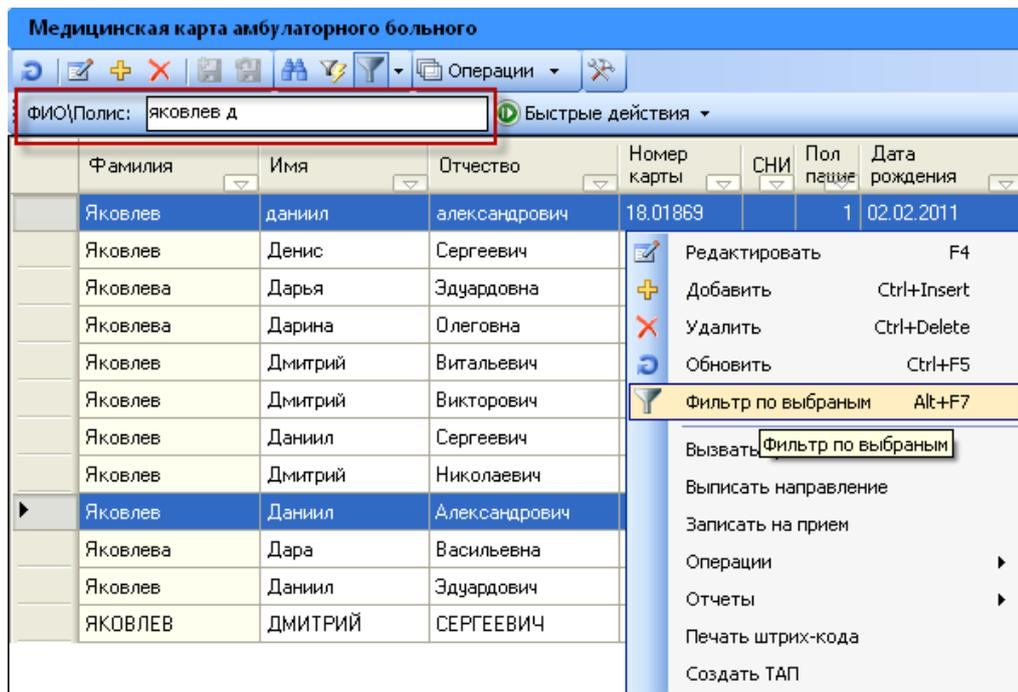 Медицинская карта амбулаторного больного
Операции
ФИО\Полис: яковлев д Быстрые действия
Фамилия Имя Отчество Номер карты СНИ Пол пацие Дата рождения
Яковлев даниил александрович 18.01869 1 02.02.2011
Яковлев Денис Сергеевич
Яковлева Дарья Эдуардовна
Яковлева Дарина Олеговна
Яковлев Дмитрий Витальевич
Яковлев Дмитрий Викторович
Яковлев Даниил Сергеевич
Яковлев Дмитрий Николаевич
Яковлев Даниил Александрович
Яковлева Дара Васильевна
Яковлев Даниил Эдуардович
ЯКОВЛЕВ ДМИТРИЙ СЕРГЕЕВИЧ
Редактировать F4
Добавить Ctrl+Insert
Удалить Ctrl+Delete
Обновить Ctrl+F5
Фильтр по выбраным Alt+F7
Вызвать
Фильтр по выбраным
Выписать направление
Записать на прием
Операции
Отчеты
Печать штрих-кода
Создать ТАП